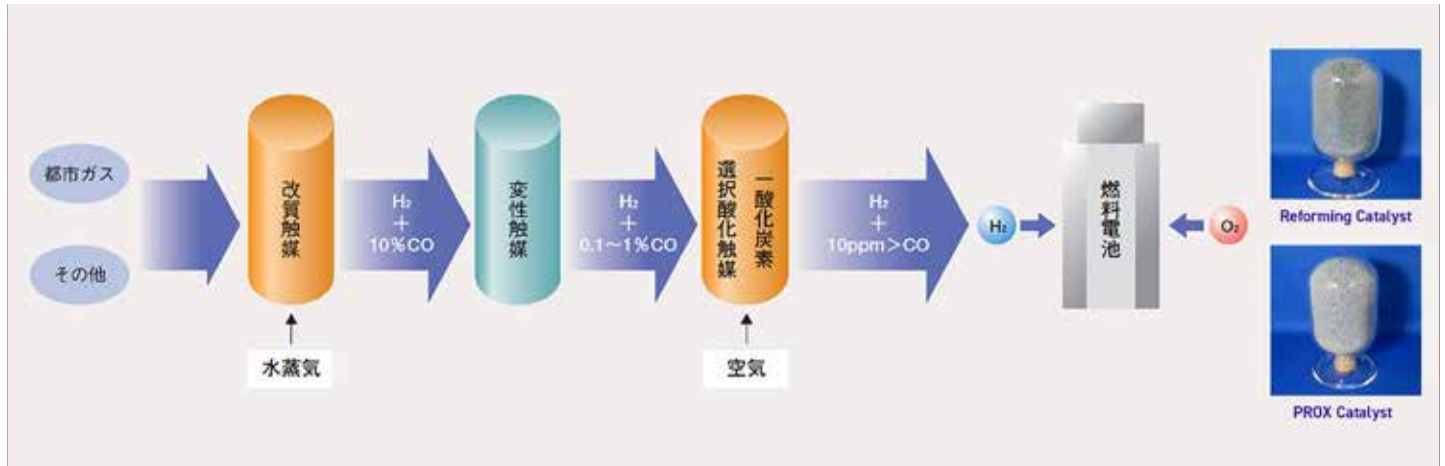 都市ガス
その他
改質触媒
水蒸気
H₂
+
10%CO
変性触媒
H₂
+
0.1〜1%CO
一酸化炭素
選択酸化触媒
空気
H₂
+
10ppm>CO
H₂
燃料電池
O₂
Reforming Catalyst
PROX Catalyst